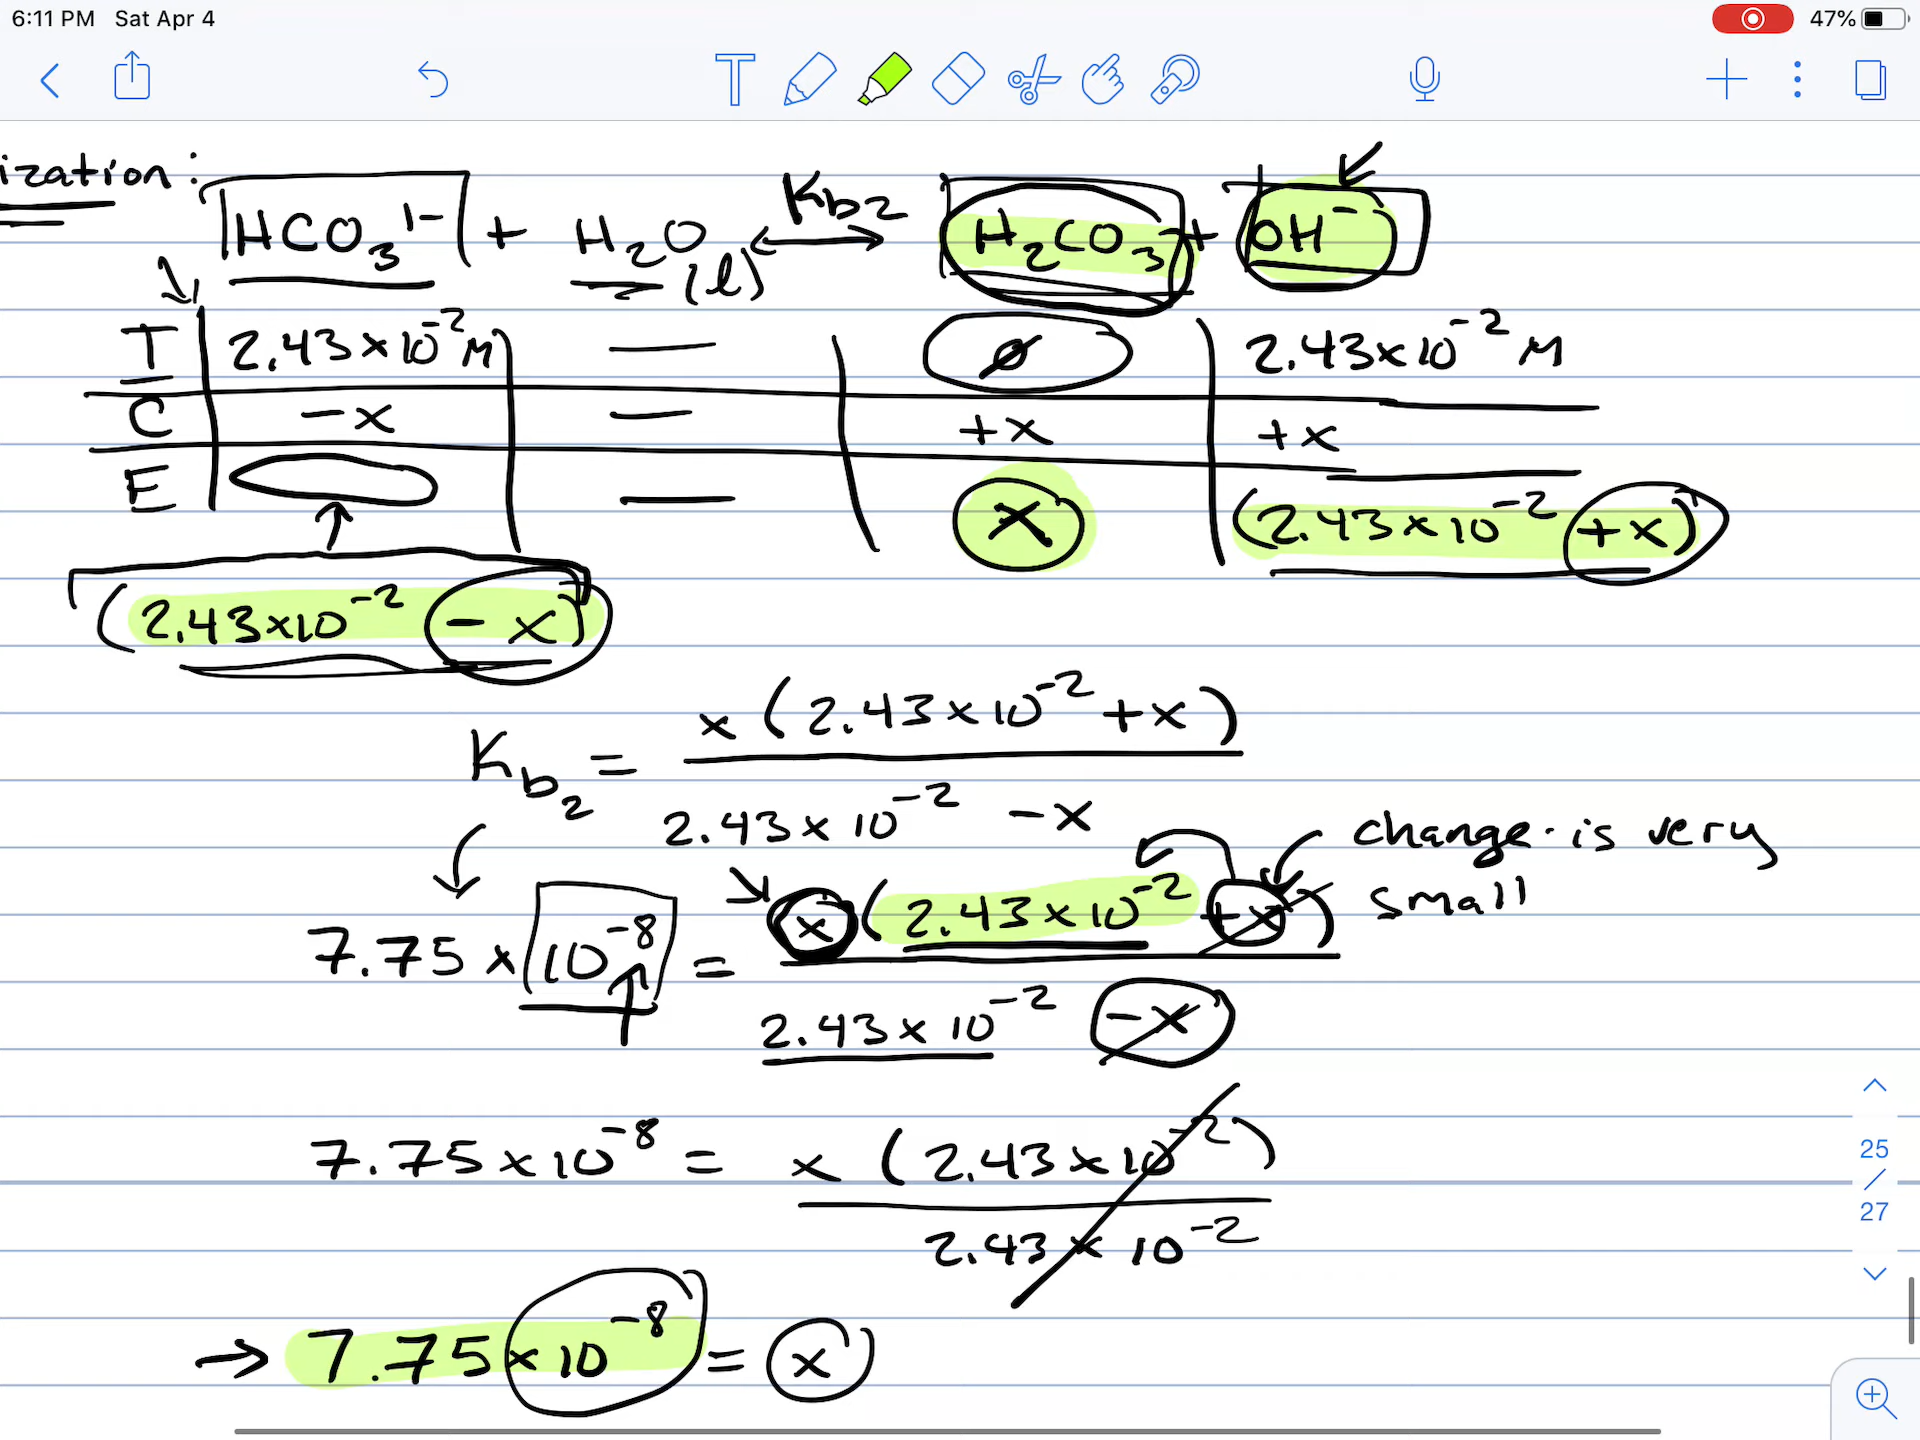 6:11 PM Sat Apr 4 47%
ization:
HCO₃¹⁻ + H₂O(l) ⟷ Kb2 H₂CO₃ + OH⁻
I 2.43×10⁻²M — ø 2.43×10⁻² M
C -x — +x +x
E — x (2.43×10⁻² +x)
(2.43×10⁻² - x)
Kb₂ = x(2.43×10⁻² +x)
2.43×10⁻² -x
change is very
small
7.75 × 10⁻⁸ = x(2.43×10⁻² +x)
2.43×10⁻² -x
7.75×10⁻⁸ = x (2.43×10⁻²)
2.43×10⁻²
→ 7.75×10⁻⁸ = x
25
/
27